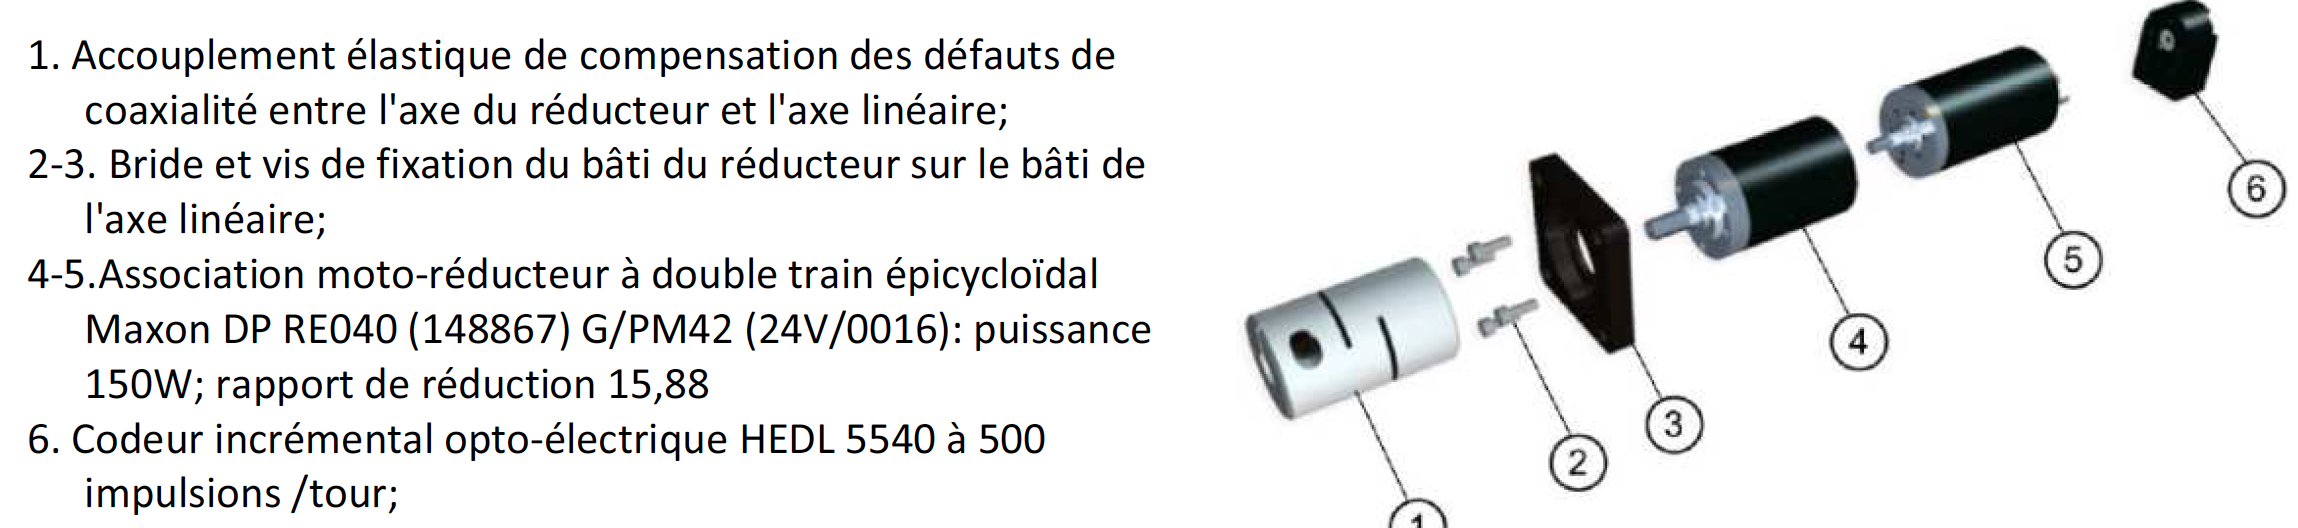 1. Accouplement élastique de compensation des défauts de
coaxialité entre l'axe du réducteur et l'axe linéaire;
2-3. Bride et vis de fixation du bâti du réducteur sur le bâti de
l'axe linéaire;
4-5.Association moto-réducteur à double train épicycloïdal
Maxon DP RE040 (148867) G/PM42 (24V/0016): puissance
150W; rapport de réduction 15,88
6. Codeur incrémental opto-électrique HEDL 5540 à 500
impulsions /tour;
6
5
4
3
2
1